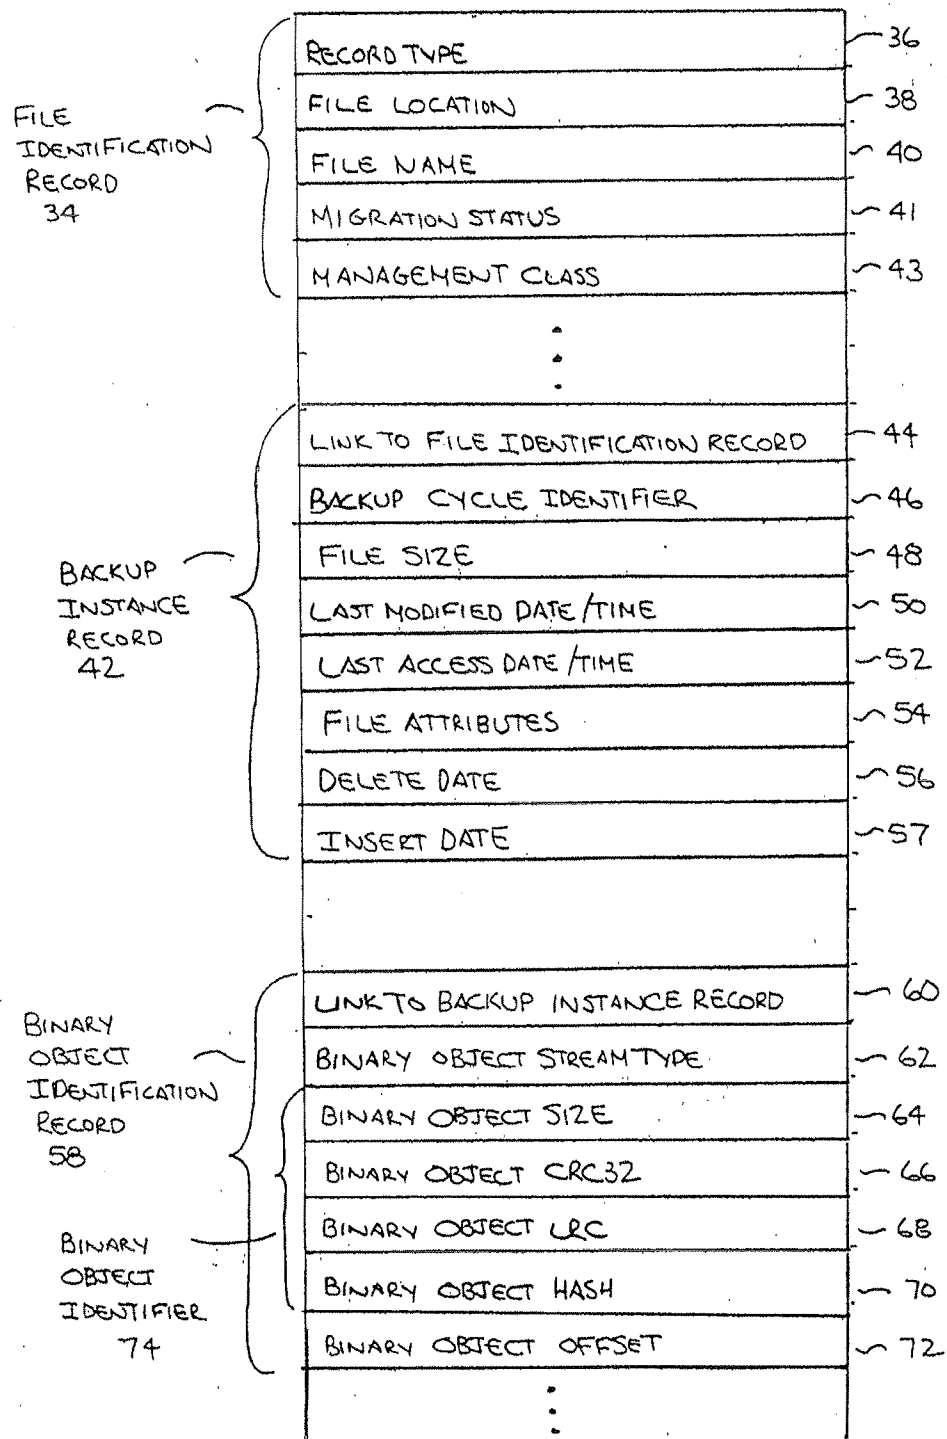 RECORD TYPE 36
FILE LOCATION 38
FILE NAME 40
MIGRATION STATUS 41
MANAGEMENT CLASS 43
FILE
IDENTIFICATION
RECORD
34
LINK TO FILE IDENTIFICATION RECORD 44
BACKUP CYCLE IDENTIFIER 46
FILE SIZE 48
LAST MODIFIED DATE/TIME 50
LAST ACCESS DATE/TIME 52
FILE ATTRIBUTES 54
DELETE DATE 56
INSERT DATE 57
BACKUP
INSTANCE
RECORD
42
LINK TO BACKUP INSTANCE RECORD 60
BINARY OBJECT STREAM TYPE 62
BINARY OBJECT SIZE 64
BINARY OBJECT CRC32 66
BINARY OBJECT LRC 68
BINARY OBJECT HASH 70
BINARY OBJECT OFFSET 72
BINARY
OBJECT
IDENTIFICATION
RECORD
58
BINARY
OBJECT
IDENTIFIER
74